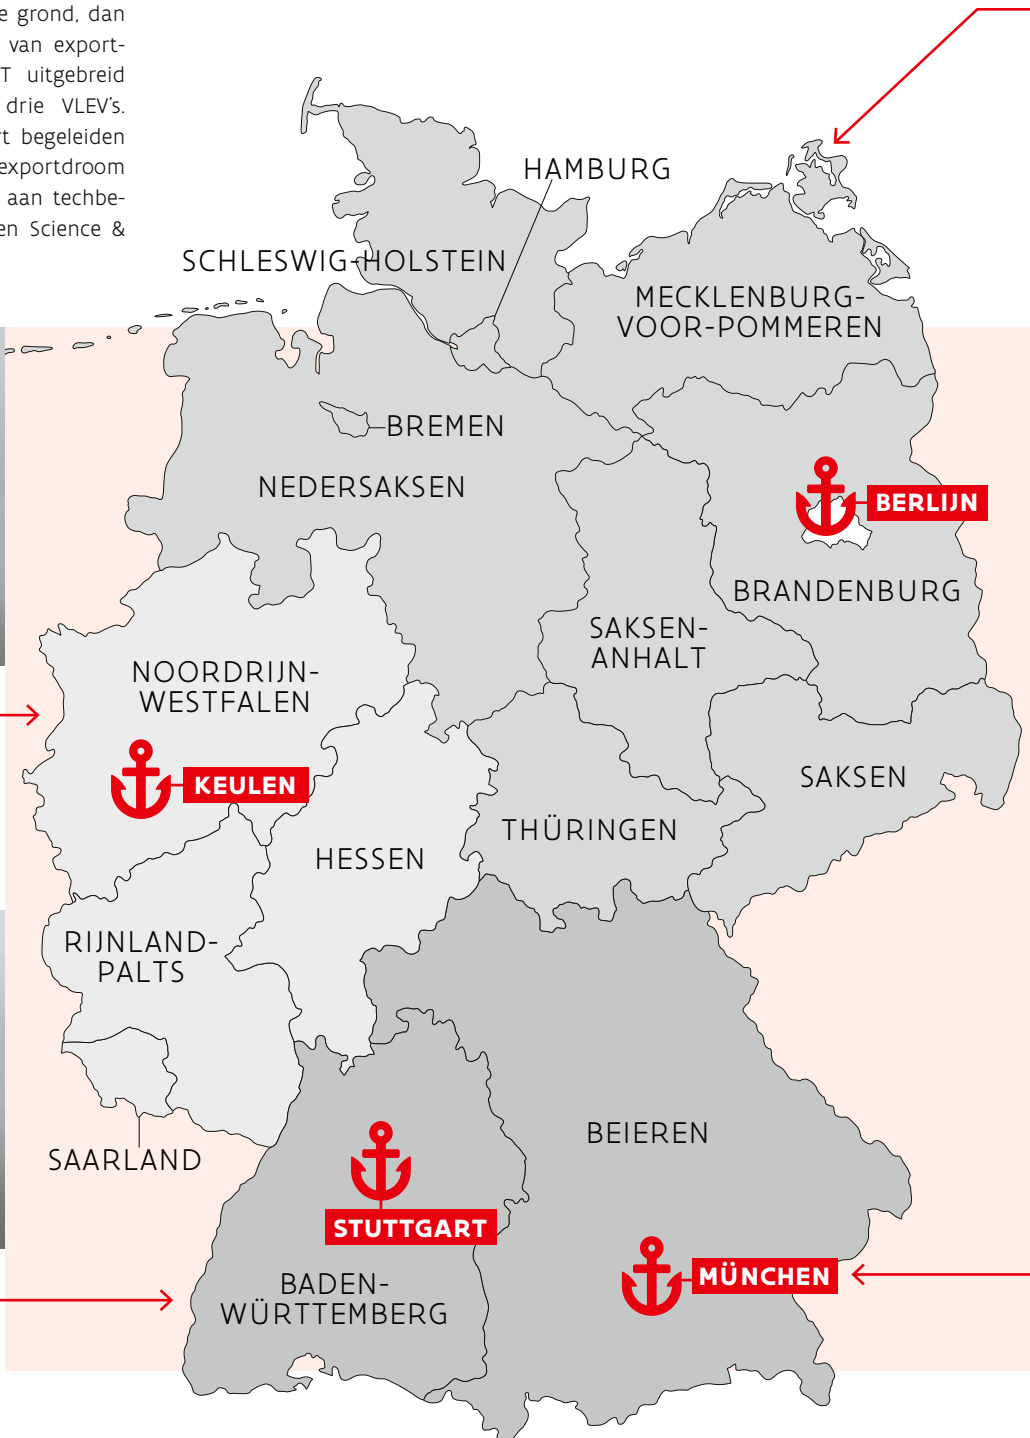 e grond, dan
van export-
T uitgebreid
drie VLEV's.
rt begeleiden
exportdroom
aan techbe-
en Science &
HAMBURG
SCHLESWIG-HOLSTEIN
MECKLENBURG-
VOOR-POMMEREN
BREMEN
NEDERSAKSEN
BERLIJN
BRANDENBURG
SAKSEN-
ANHALT
NOORDRIJN-
WESTFALEN
KEULEN
SAKSEN
THÜRINGEN
HESSEN
RIJNLAND-
PALTS
SAARLAND
BEIEREN
STUTTGART
MÜNCHEN
BADEN-
WÜRTTEMBERG